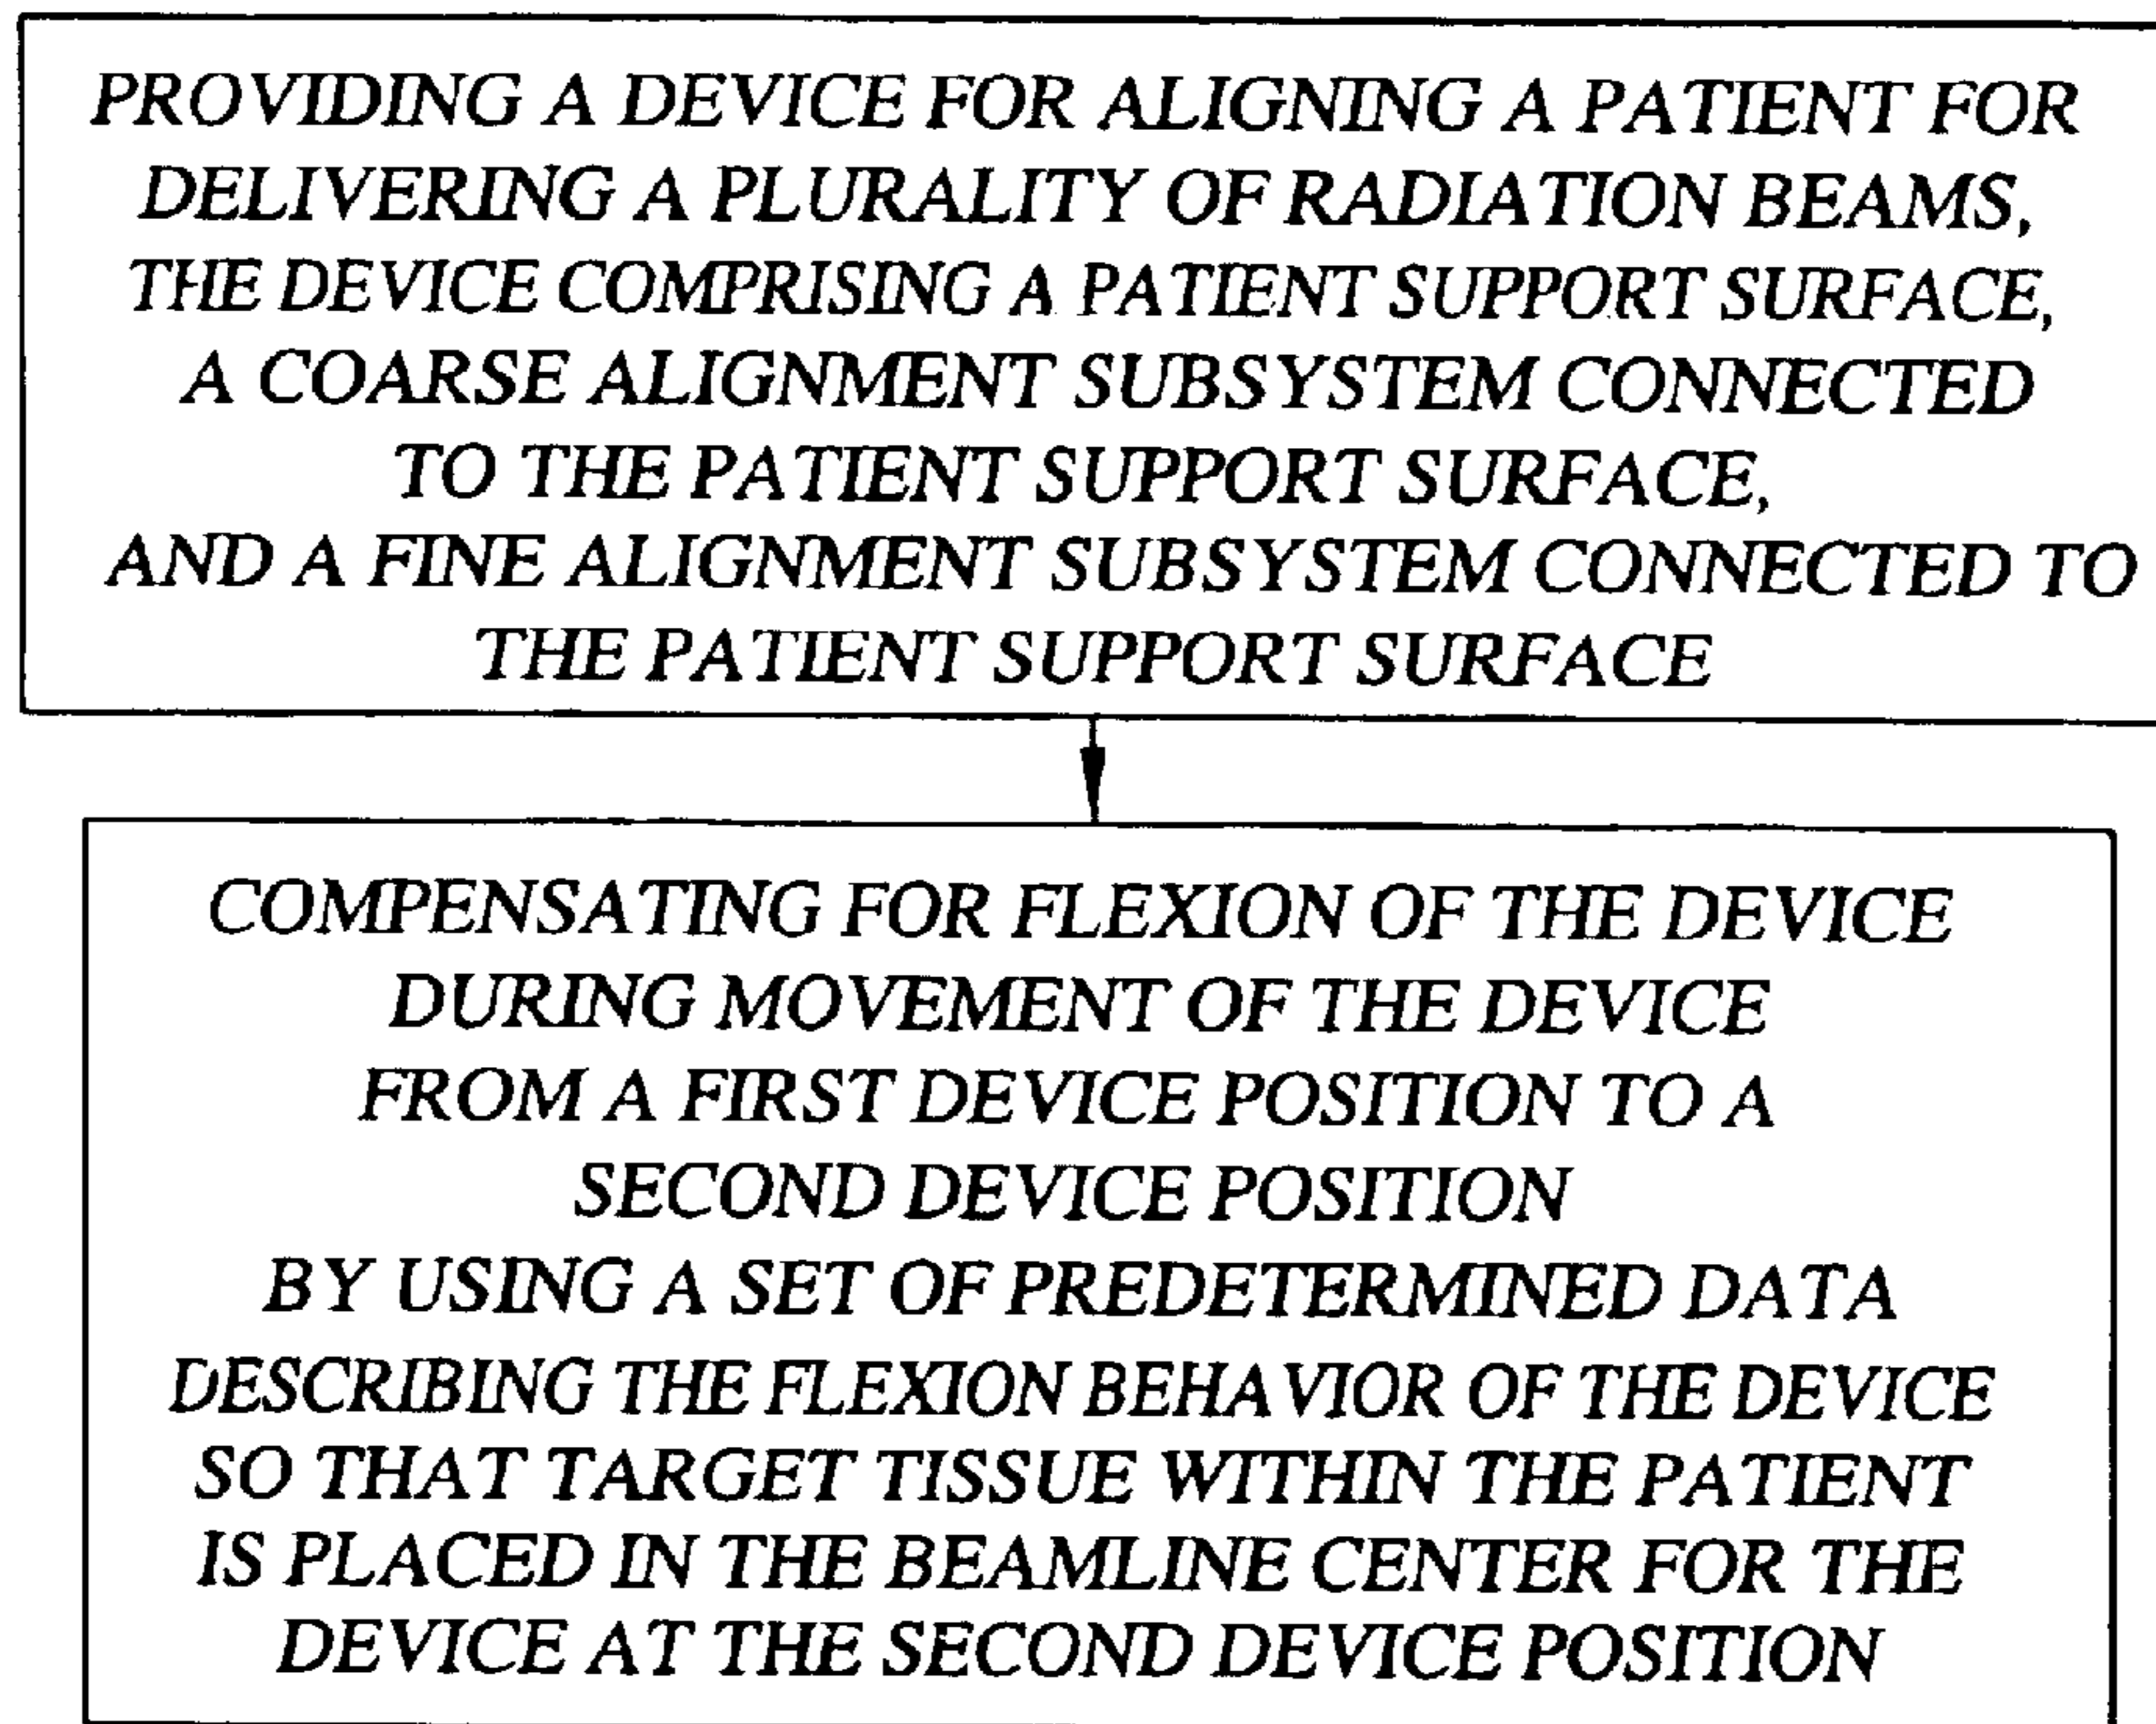 PROVIDING A DEVICE FOR ALIGNING A PATIENT FOR
DELIVERING A PLURALITY OF RADIATION BEAMS,
THE DEVICE COMPRISING A PATIENT SUPPORT SURFACE,
A COARSE ALIGNMENT SUBSYSTEM CONNECTED
TO THE PATIENT SUPPORT SURFACE,
AND A FINE ALIGNMENT SUBSYSTEM CONNECTED TO
THE PATIENT SUPPORT SURFACE
COMPENSATING FOR FLEXION OF THE DEVICE
DURING MOVEMENT OF THE DEVICE
FROM A FIRST DEVICE POSITION TO A
SECOND DEVICE POSITION
BY USING A SET OF PREDETERMINED DATA
DESCRIBING THE FLEXION BEHAVIOR OF THE DEVICE
SO THAT TARGET TISSUE WITHIN THE PATIENT
IS PLACED IN THE BEAMLINE CENTER FOR THE
DEVICE AT THE SECOND DEVICE POSITION